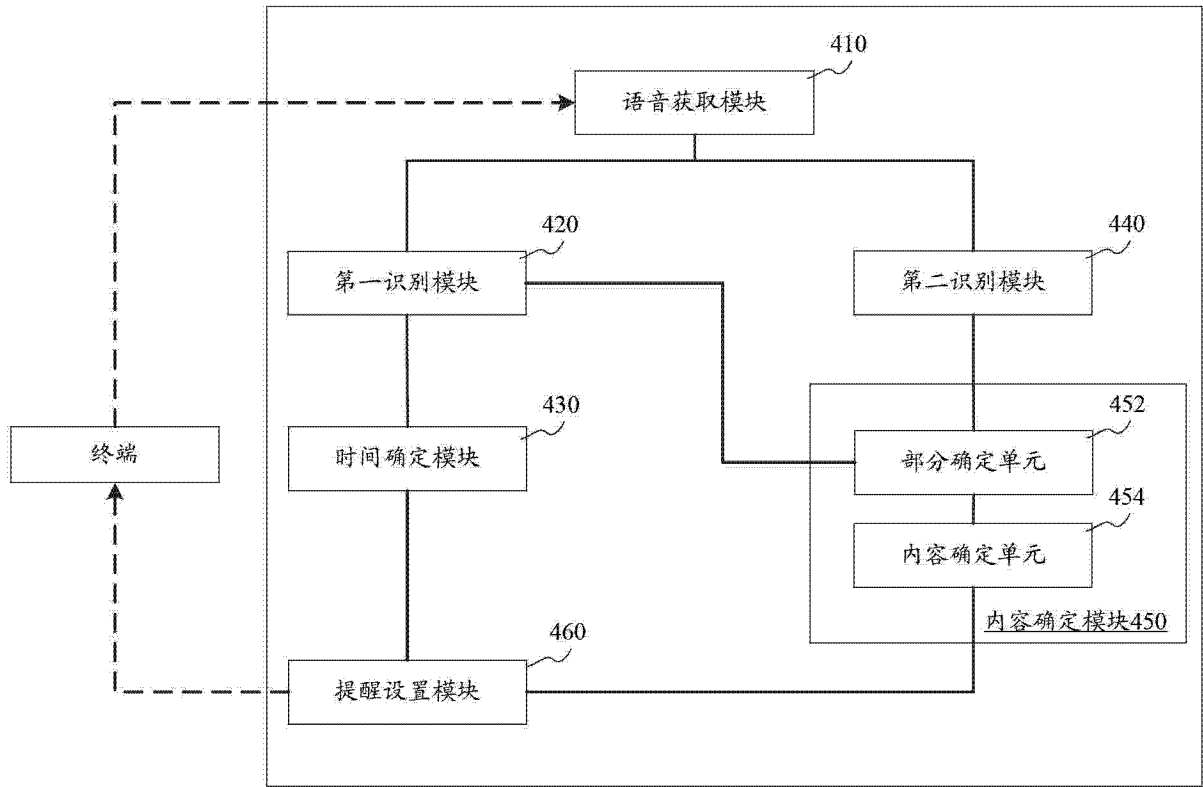 410
语音获取模块
420
440
第一识别模块
第二识别模块
430
452
终端
时间确定模块
部分确定单元
454
内容确定单元
内容确定模块450
460
提醒设置模块